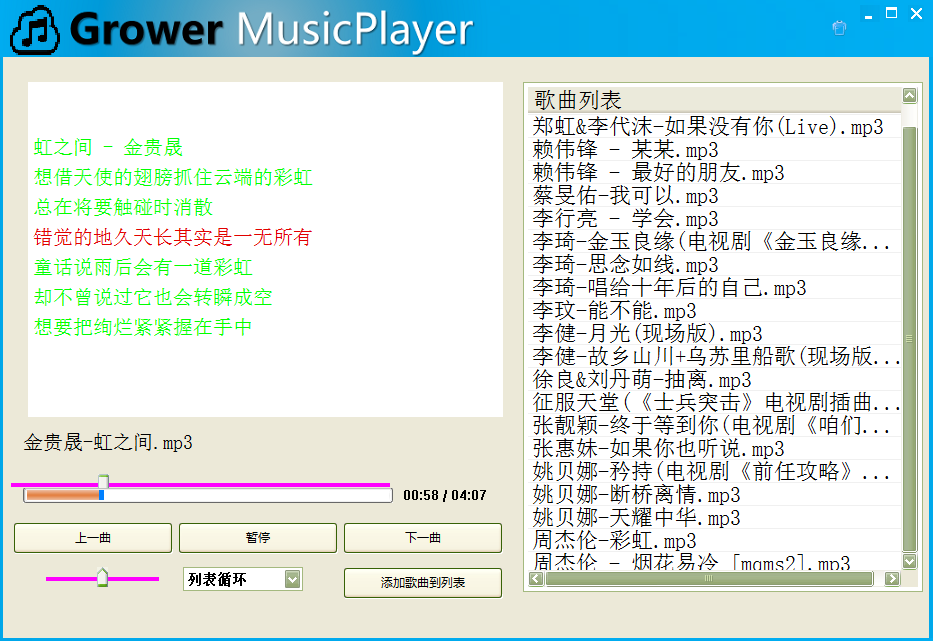 Grower MusicPlayer
虹之间 - 金贵晟
想借天使的翅膀抓住云端的彩虹
总在将要触碰时消散
错觉的地久天长其实是一无所有
童话说雨后会有一道彩虹
却不曾说过它也会转瞬成空
想要把绚烂紧紧握在手中
金贵晟-虹之间.mp3
00:58 / 04:07
上一曲
暂停
下一曲
列表循环
添加歌曲到列表
歌曲列表
郑虹&李代沫-如果没有你(Live).mp3
赖伟锋 - 某某.mp3
赖伟锋 - 最好的朋友.mp3
蔡旻佑-我可以.mp3
李行亮 - 学会.mp3
李琦-金玉良缘(电视剧《金玉良缘...
李琦-思念如线.mp3
李琦-唱给十年后的自己.mp3
李玟-能不能.mp3
李健-月光(现场版).mp3
李健-故乡山川+乌苏里船歌(现场版...
徐良&刘丹萌-抽离.mp3
征服天堂(《士兵突击》电视剧插曲...
张靓颖-终于等到你(电视剧《咱们...
张惠妹-如果你也听说.mp3
姚贝娜-矜持(电视剧《前任攻略》...
姚贝娜-断桥离情.mp3
姚贝娜-天耀中华.mp3
周杰伦-彩虹.mp3
周杰伦 - 烟花易冷 [mqms2].mp3